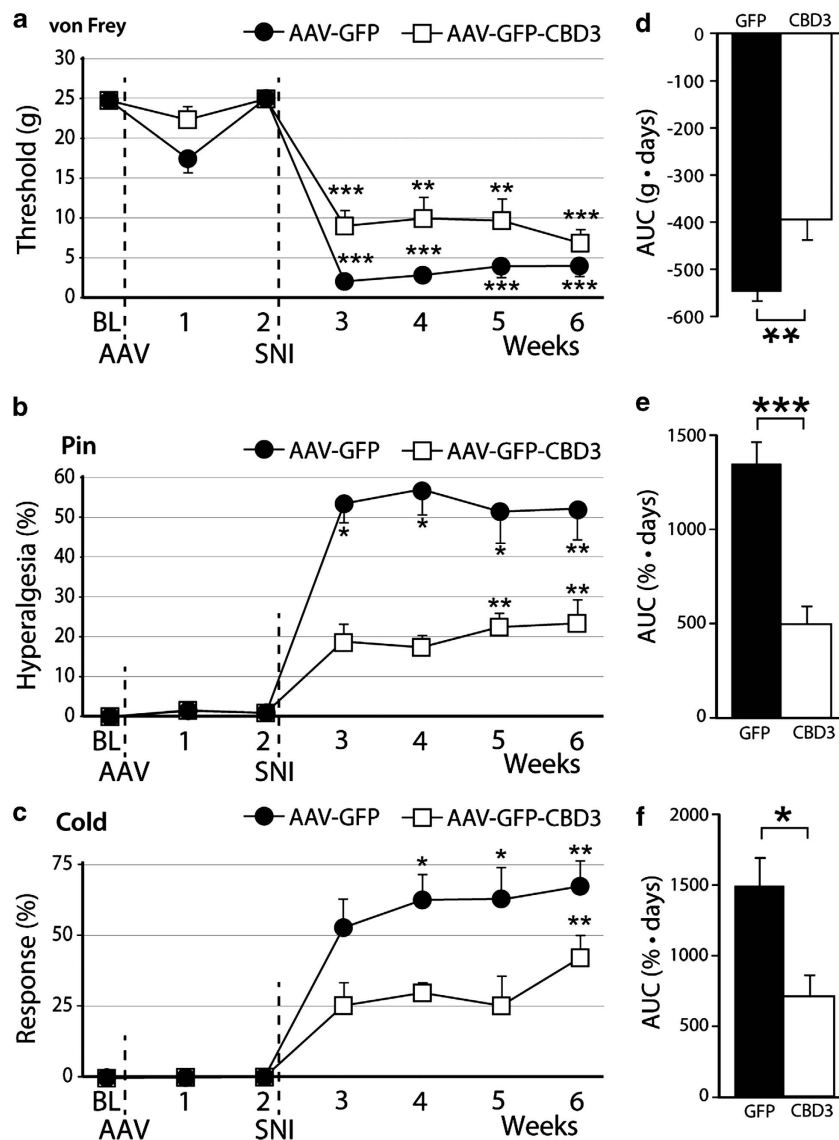 a von Frey
AAV-GFP AAV-GFP-CBD3
Threshold (g)
30
25
20
15
10
5
0
*** ** ** ***
*** *** *** ***
BL 1 2 3 4 5 6
AAV SNI Weeks
b Pin
AAV-GFP AAV-GFP-CBD3
Hyperalgesia (%)
60
50
40
30
20
10
0
* * * **
** **
BL 1 2 3 4 5 6
AAV SNI Weeks
c Cold
AAV-GFP AAV-GFP-CBD3
Response (%)
75
50
25
0
* * **
**
BL 1 2 3 4 5 6
AAV SNI Weeks
d
GFP CBD3
AUC (g • days)
0
-100
-200
-300
-400
-500
-600
**
e
***
AUC (% • days)
1500
1000
500
0
GFP CBD3
f
*
AUC (% • days)
2000
1500
1000
500
0
GFP CBD3